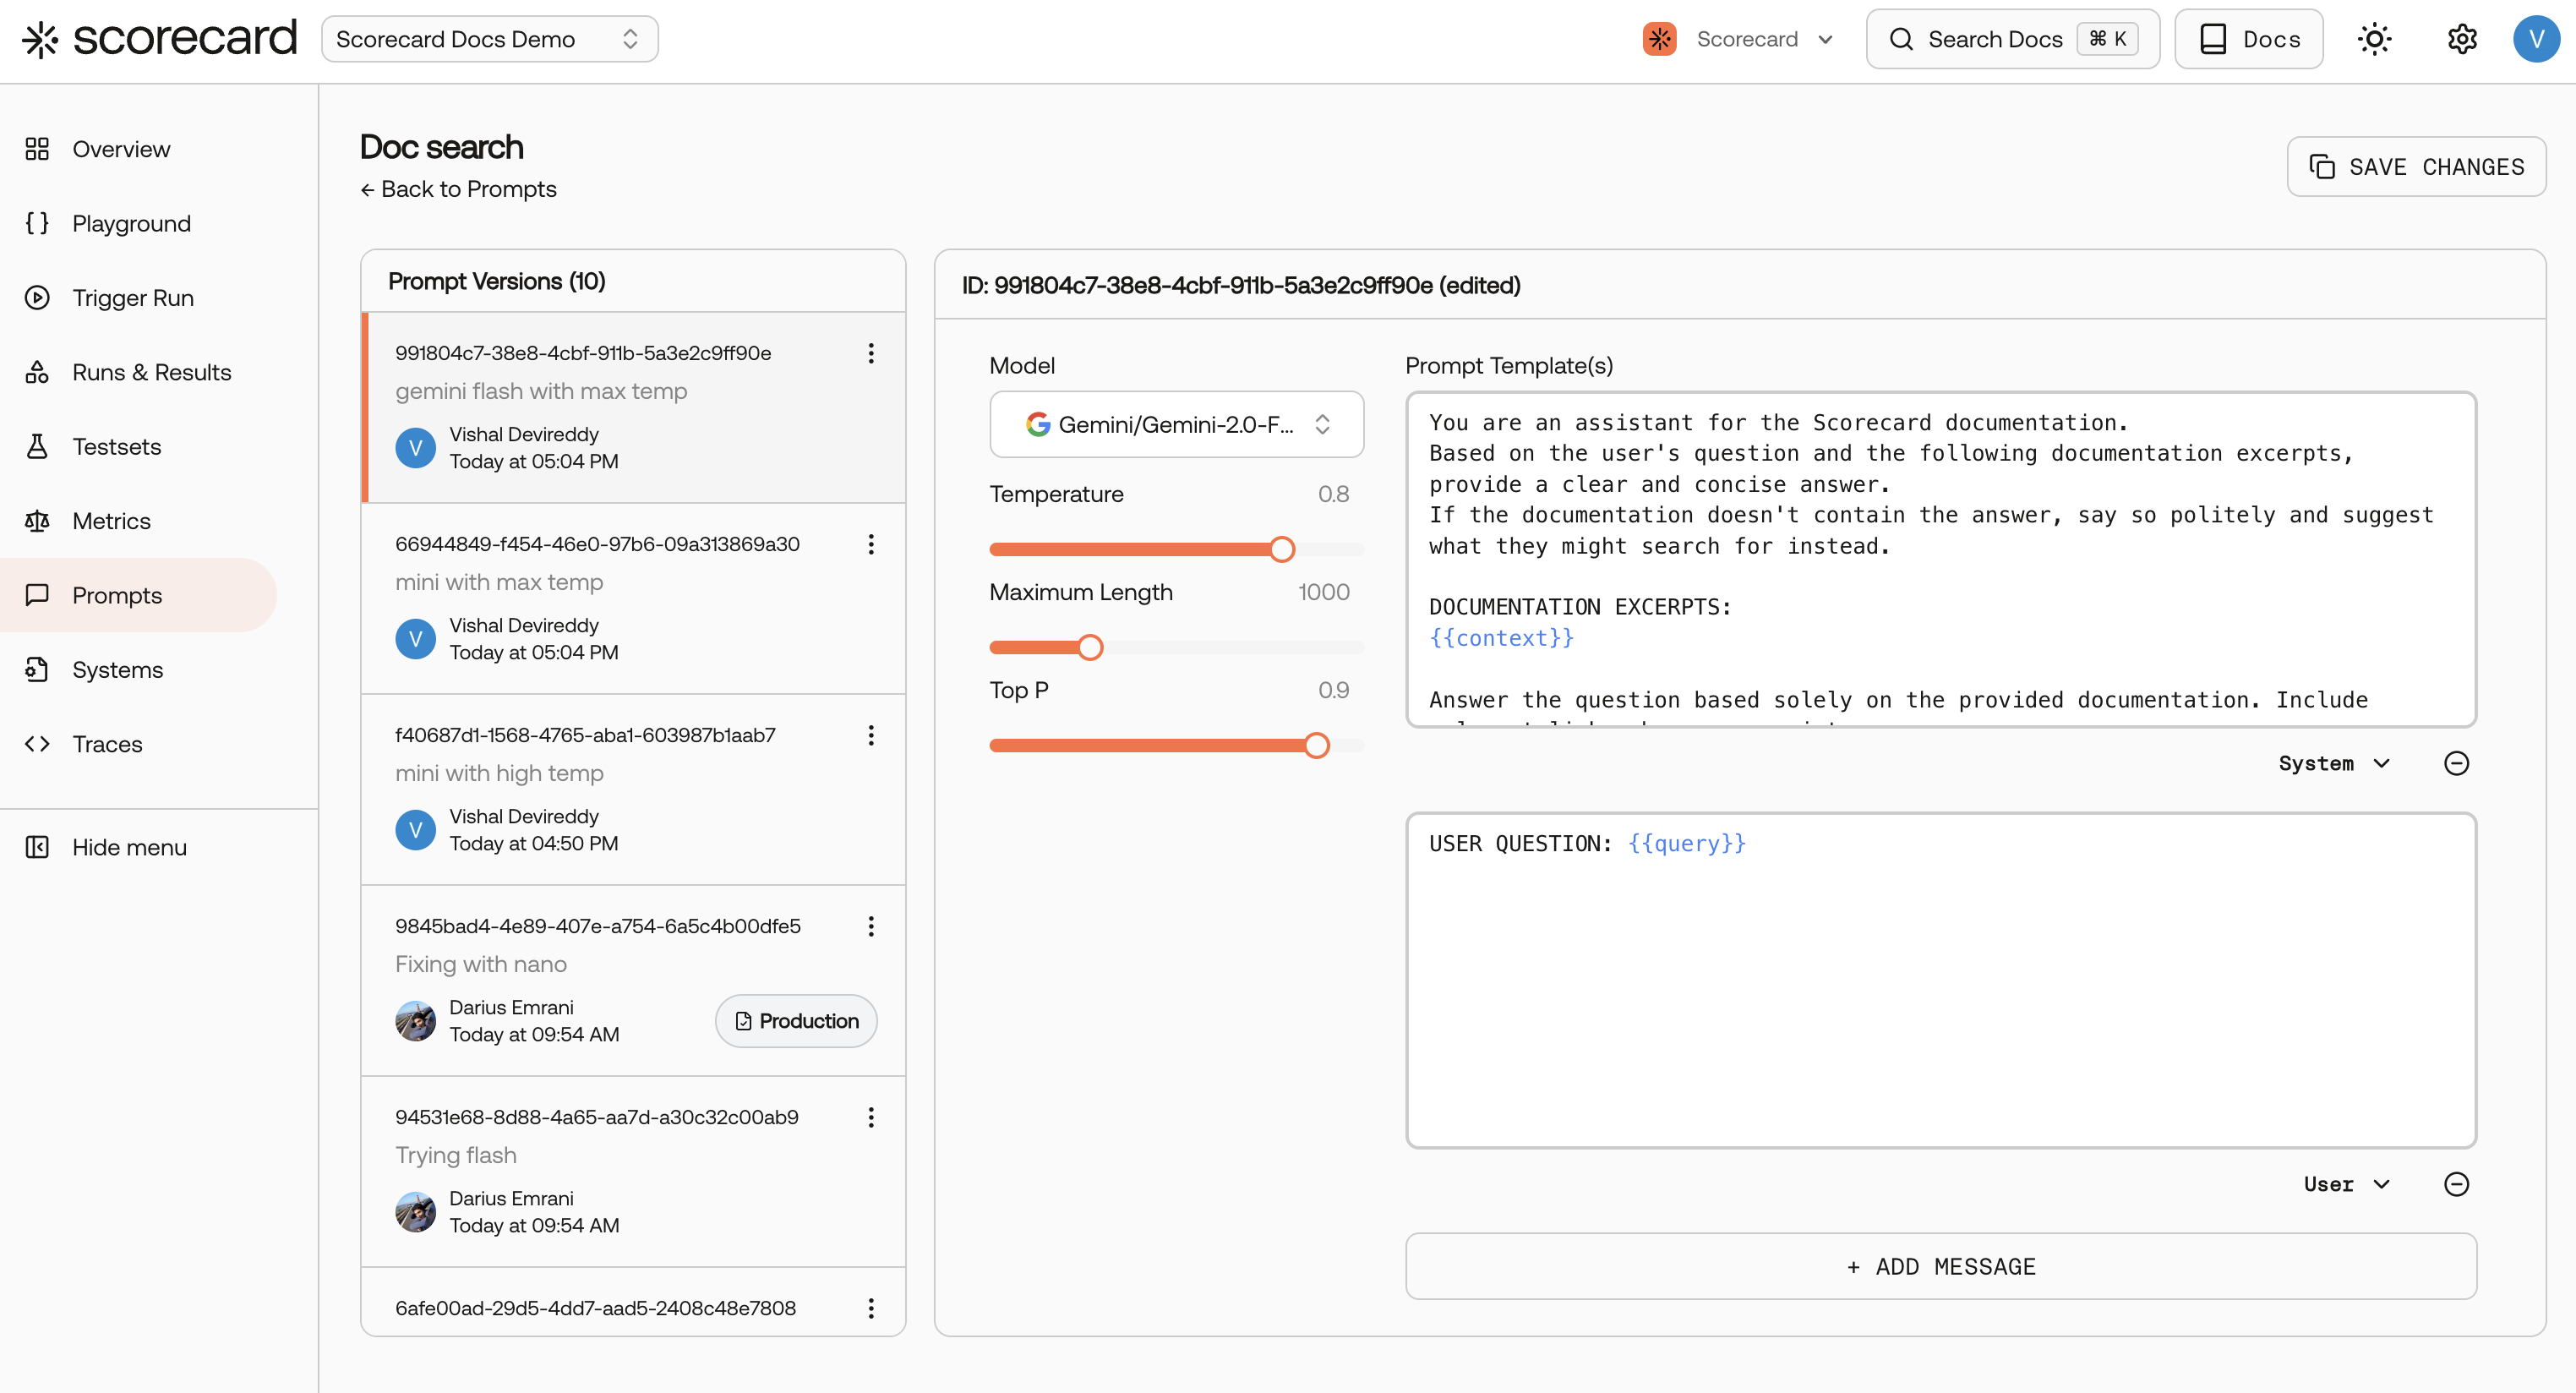 scorecard
Scorecard Docs Demo
Scorecard
Search Docs
⌘ K
Docs
V
Overview
Playground
Trigger Run
Runs & Results
Testsets
Metrics
Prompts
Systems
Traces
Hide menu
Doc search
← Back to Prompts
SAVE CHANGES
Prompt Versions (10)
991804c7-38e8-4cbf-911b-5a3e2c9ff90e
gemini flash with max temp
V
Vishal Devireddy
Today at 05:04 PM
66944849-f454-46e0-97b6-09a313869a30
mini with max temp
V
Vishal Devireddy
Today at 05:04 PM
f40687d1-1568-4765-aba1-603987b1aab7
mini with high temp
V
Vishal Devireddy
Today at 04:50 PM
9845bad4-4e89-407e-a754-6a5c4b00dfe5
Fixing with nano
Darius Emrani
Today at 09:54 AM
Production
94531e68-8d88-4a65-aa7d-a30c32c00ab9
Trying flash
Darius Emrani
Today at 09:54 AM
6afe00ad-29d5-4dd7-aad5-2408c48e7808
ID: 991804c7-38e8-4cbf-911b-5a3e2c9ff90e (edited)
Model
Gemini/Gemini-2.0-F...
Temperature 0.8
Maximum Length 1000
Top P 0.9
Prompt Template(s)
You are an assistant for the Scorecard documentation.
Based on the user's question and the following documentation excerpts,
provide a clear and concise answer.
If the documentation doesn't contain the answer, say so politely and suggest
what they might search for instead.
DOCUMENTATION EXCERPTS:
{{context}}
Answer the question based solely on the provided documentation. Include
System
USER QUESTION: {{query}}
User
+ ADD MESSAGE